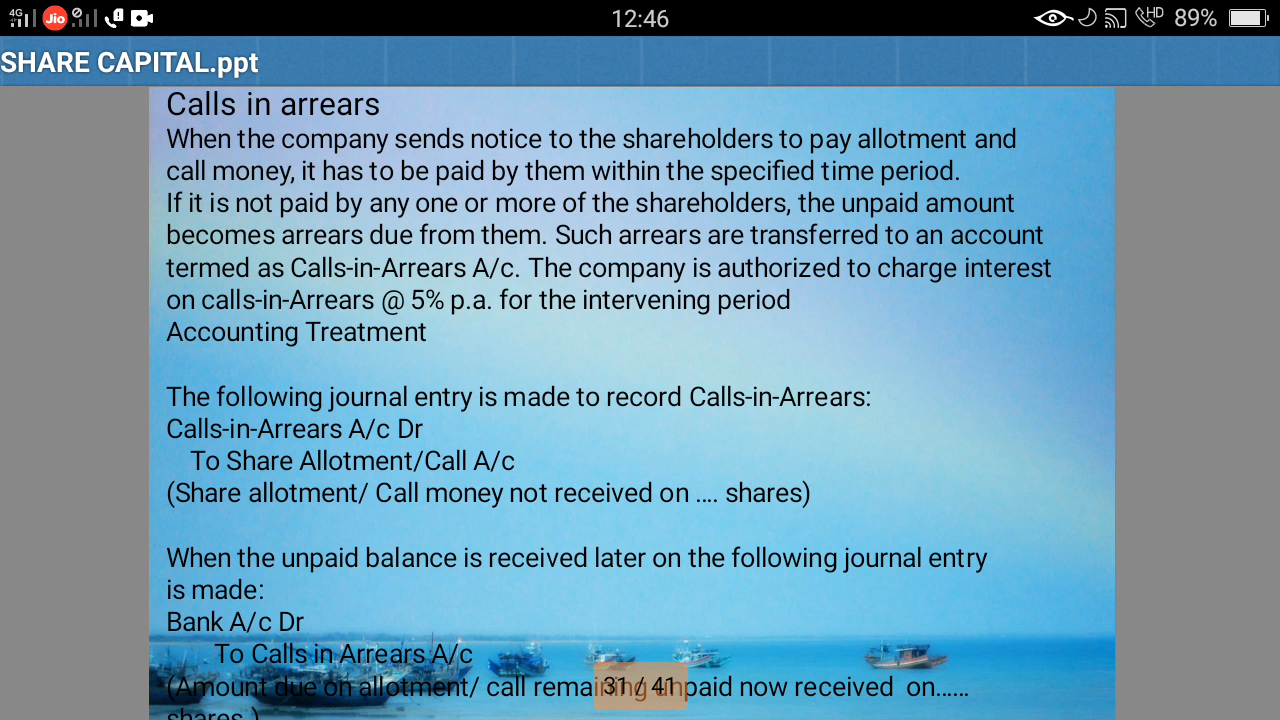 4G
Jio
12:46
HD
89%
SHARE CAPITAL.ppt
Calls in arrears
When the company sends notice to the shareholders to pay allotment and
call money, it has to be paid by them within the specified time period.
If it is not paid by any one or more of the shareholders, the unpaid amount
becomes arrears due from them. Such arrears are transferred to an account
termed as Calls-in-Arrears A/c. The company is authorized to charge interest
on calls-in-Arrears @ 5% p.a. for the intervening period
Accounting Treatment
The following journal entry is made to record Calls-in-Arrears:
Calls-in-Arrears A/c Dr
To Share Allotment/Call A/c
(Share allotment/ Call money not received on .... shares)
When the unpaid balance is received later on the following journal entry
is made:
Bank A/c Dr
To Calls in Arrears A/c
(Amount due on allotment/ call remaining unpaid now received on......
31 / 41
shares )